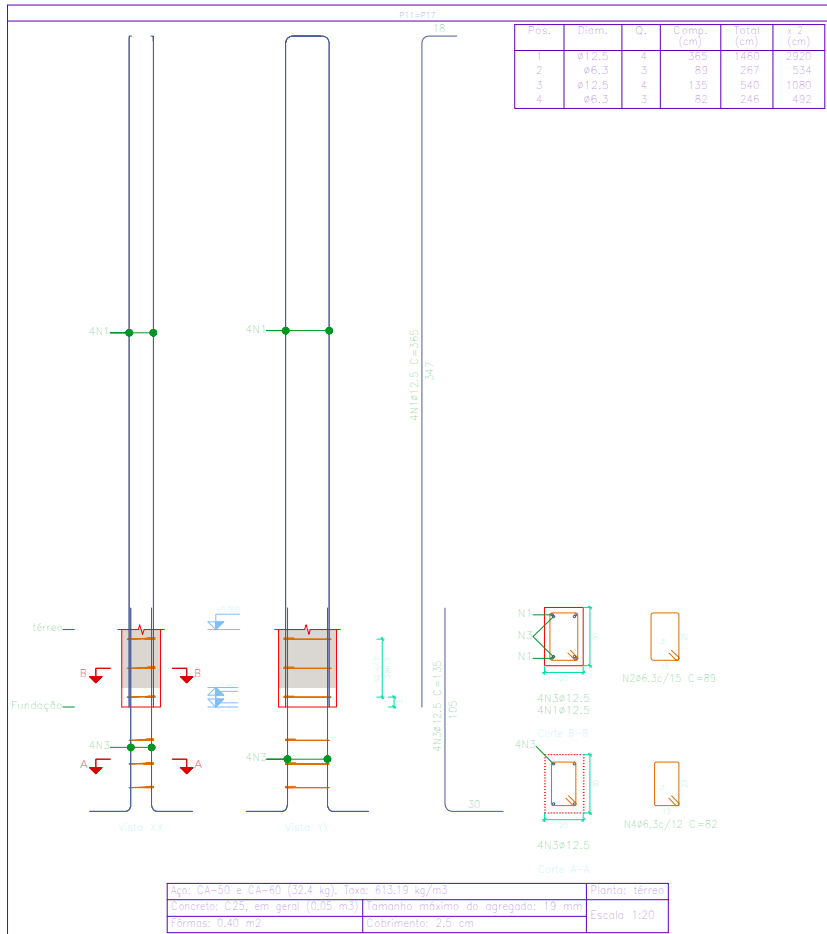 P11=P17
Pos. Diam. Q. Comp. (cm) Total (cm) x 2 (cm)
1 ø12.5 4 365 1460 2920
2 ø6.3 3 89 267 534
3 ø12.5 4 135 540 1080
4 ø6.3 3 82 246 492
18
4N1
4N1
4N1ø12.5 C=365
347
térreo
B B
Fundação
4N3
4N3
A A
Vista XX
Vista YY
4N3ø12.5 C=135
105
30
N1
N3
N1
4N3ø12.5
4N1ø12.5
Corte B-B
N2ø6.3c/15 C=89
4N3
4N3ø12.5
Corte A-A
N4ø6.3c/12 C=82
Aço: CA-50 e CA-60 (32.4 kg), Taxa: 613.19 kg/m3
Planta: térreo
Concreto: C25, em geral (0.05 m3)
Tamanho máximo do agregado: 19 mm
Escala 1:20
Fôrmas: 0.40 m2
Cobrimento: 2.5 cm